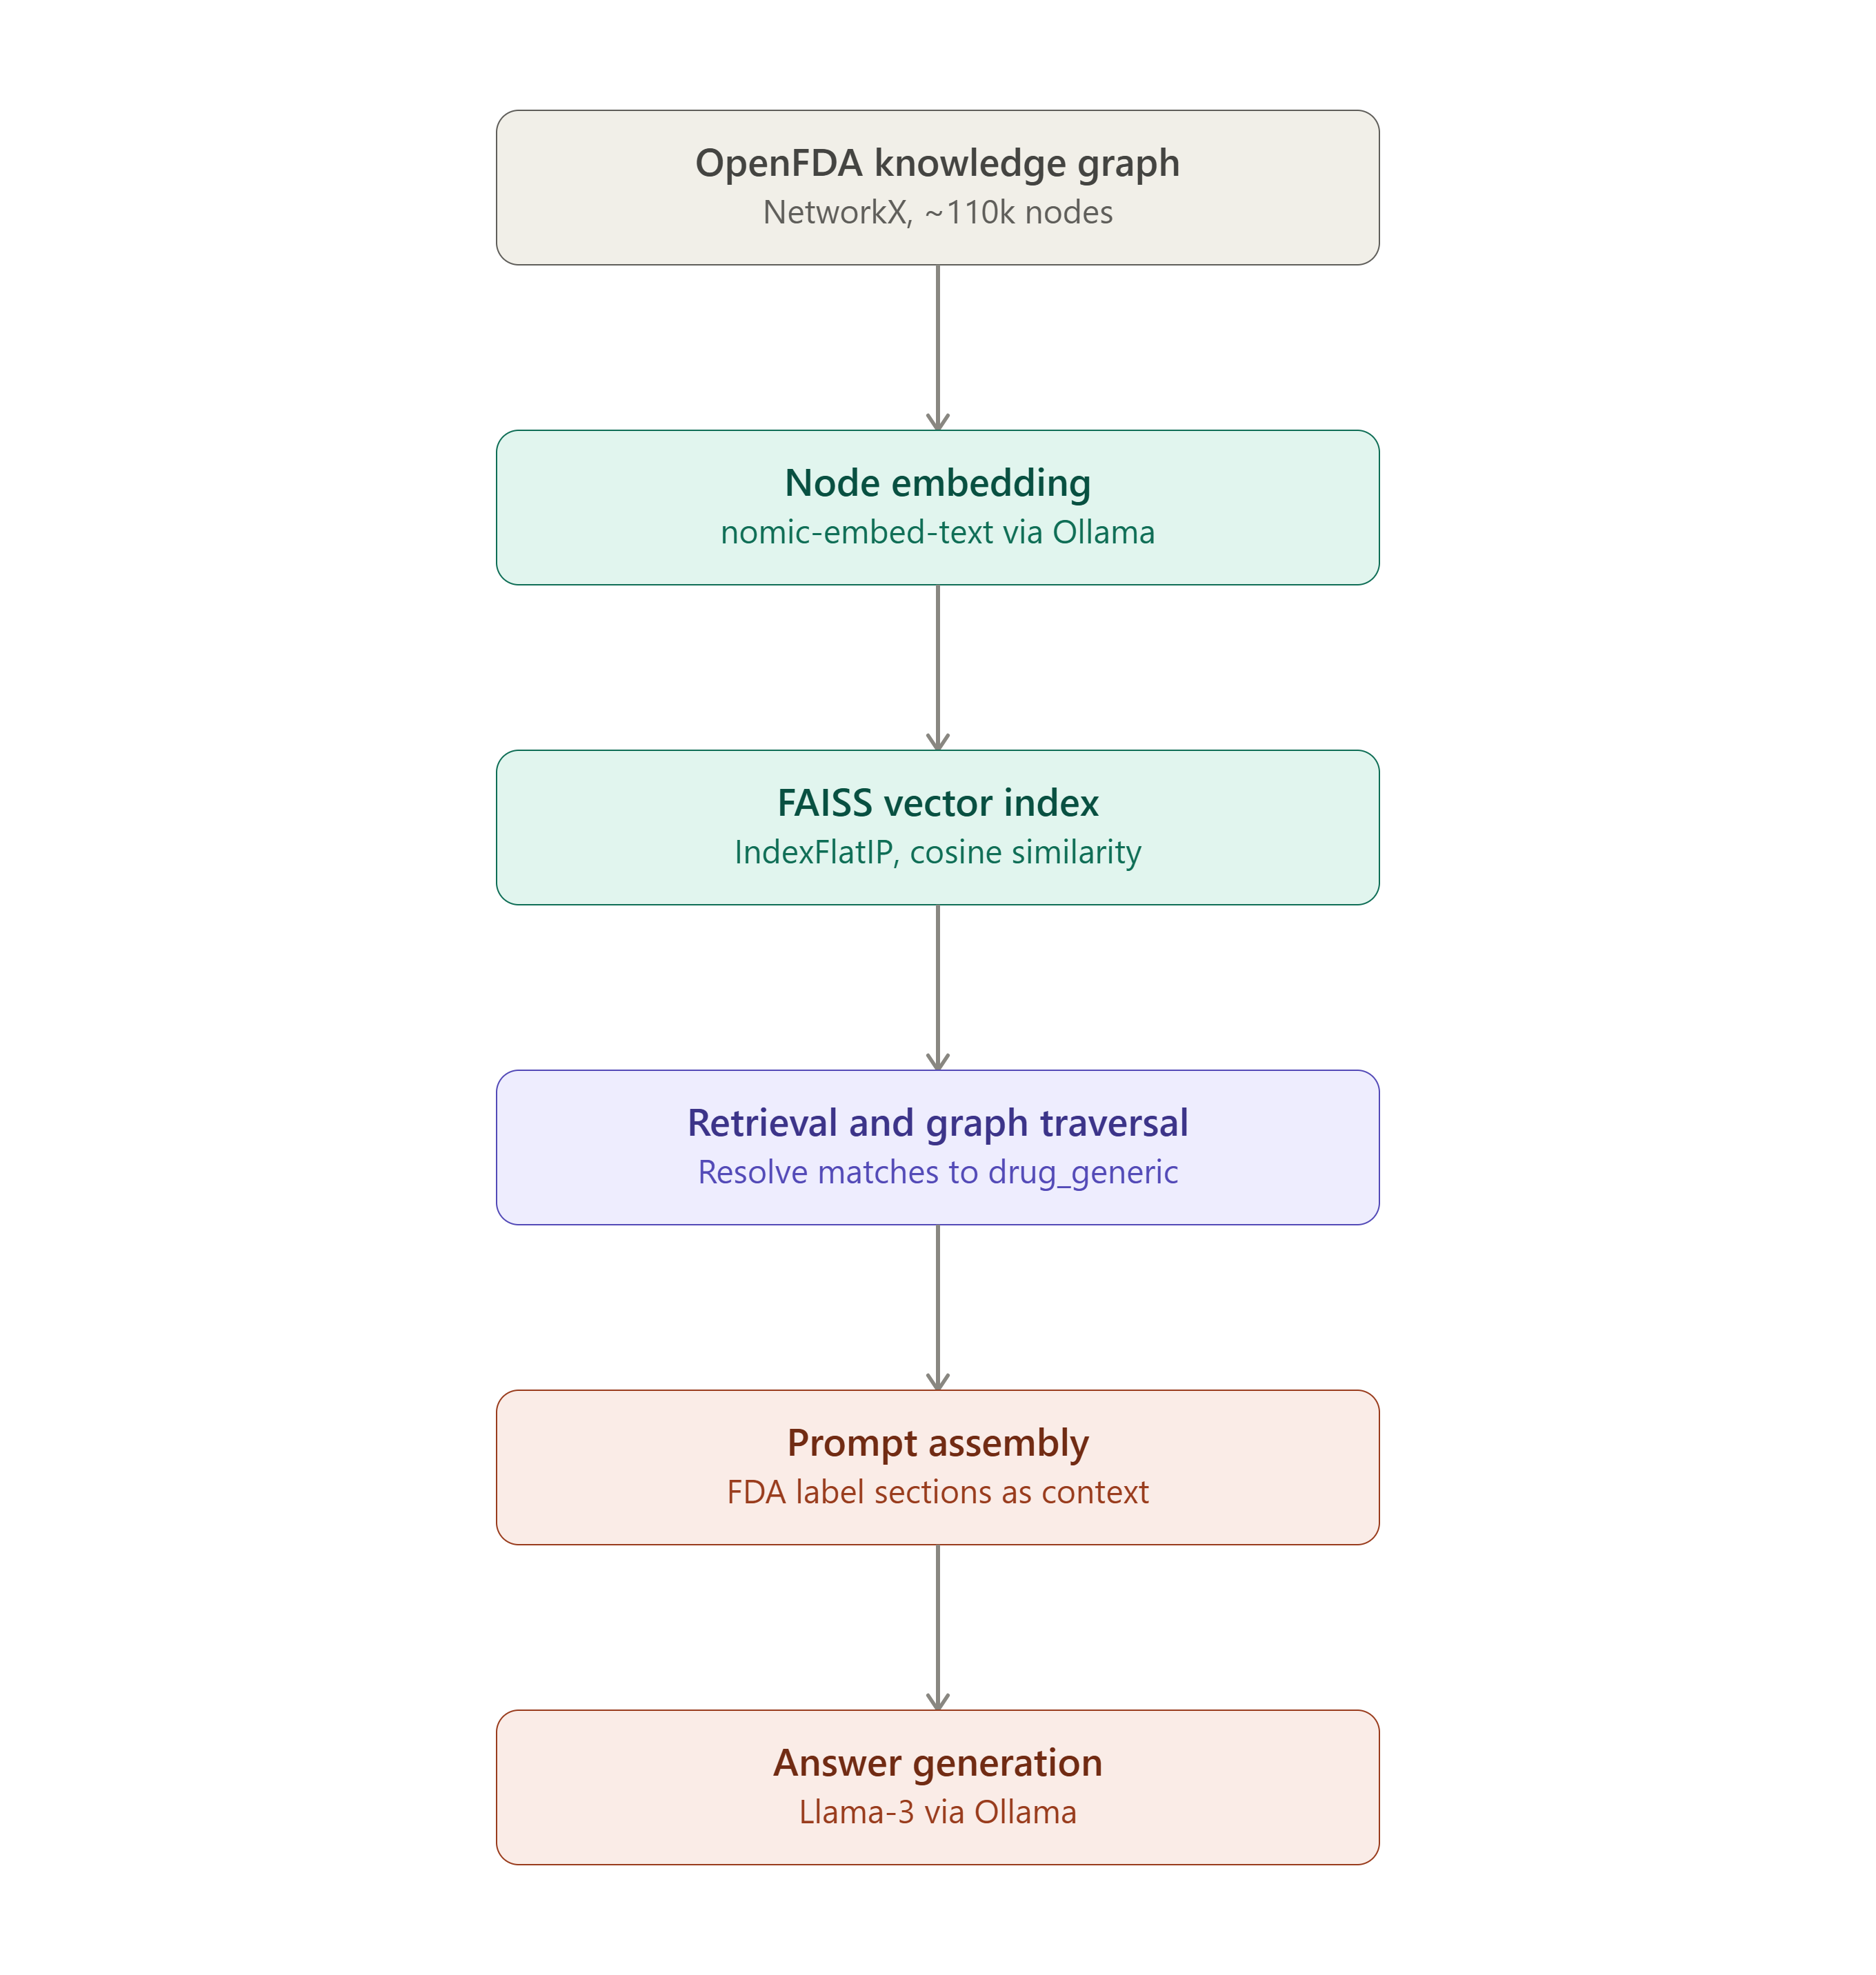 OpenFDA knowledge graph
NetworkX, ~110k nodes
Node embedding
nomic-embed-text via Ollama
FAISS vector index
IndexFlatIP, cosine similarity
Retrieval and graph traversal
Resolve matches to drug_generic
Prompt assembly
FDA label sections as context
Answer generation
Llama-3 via Ollama